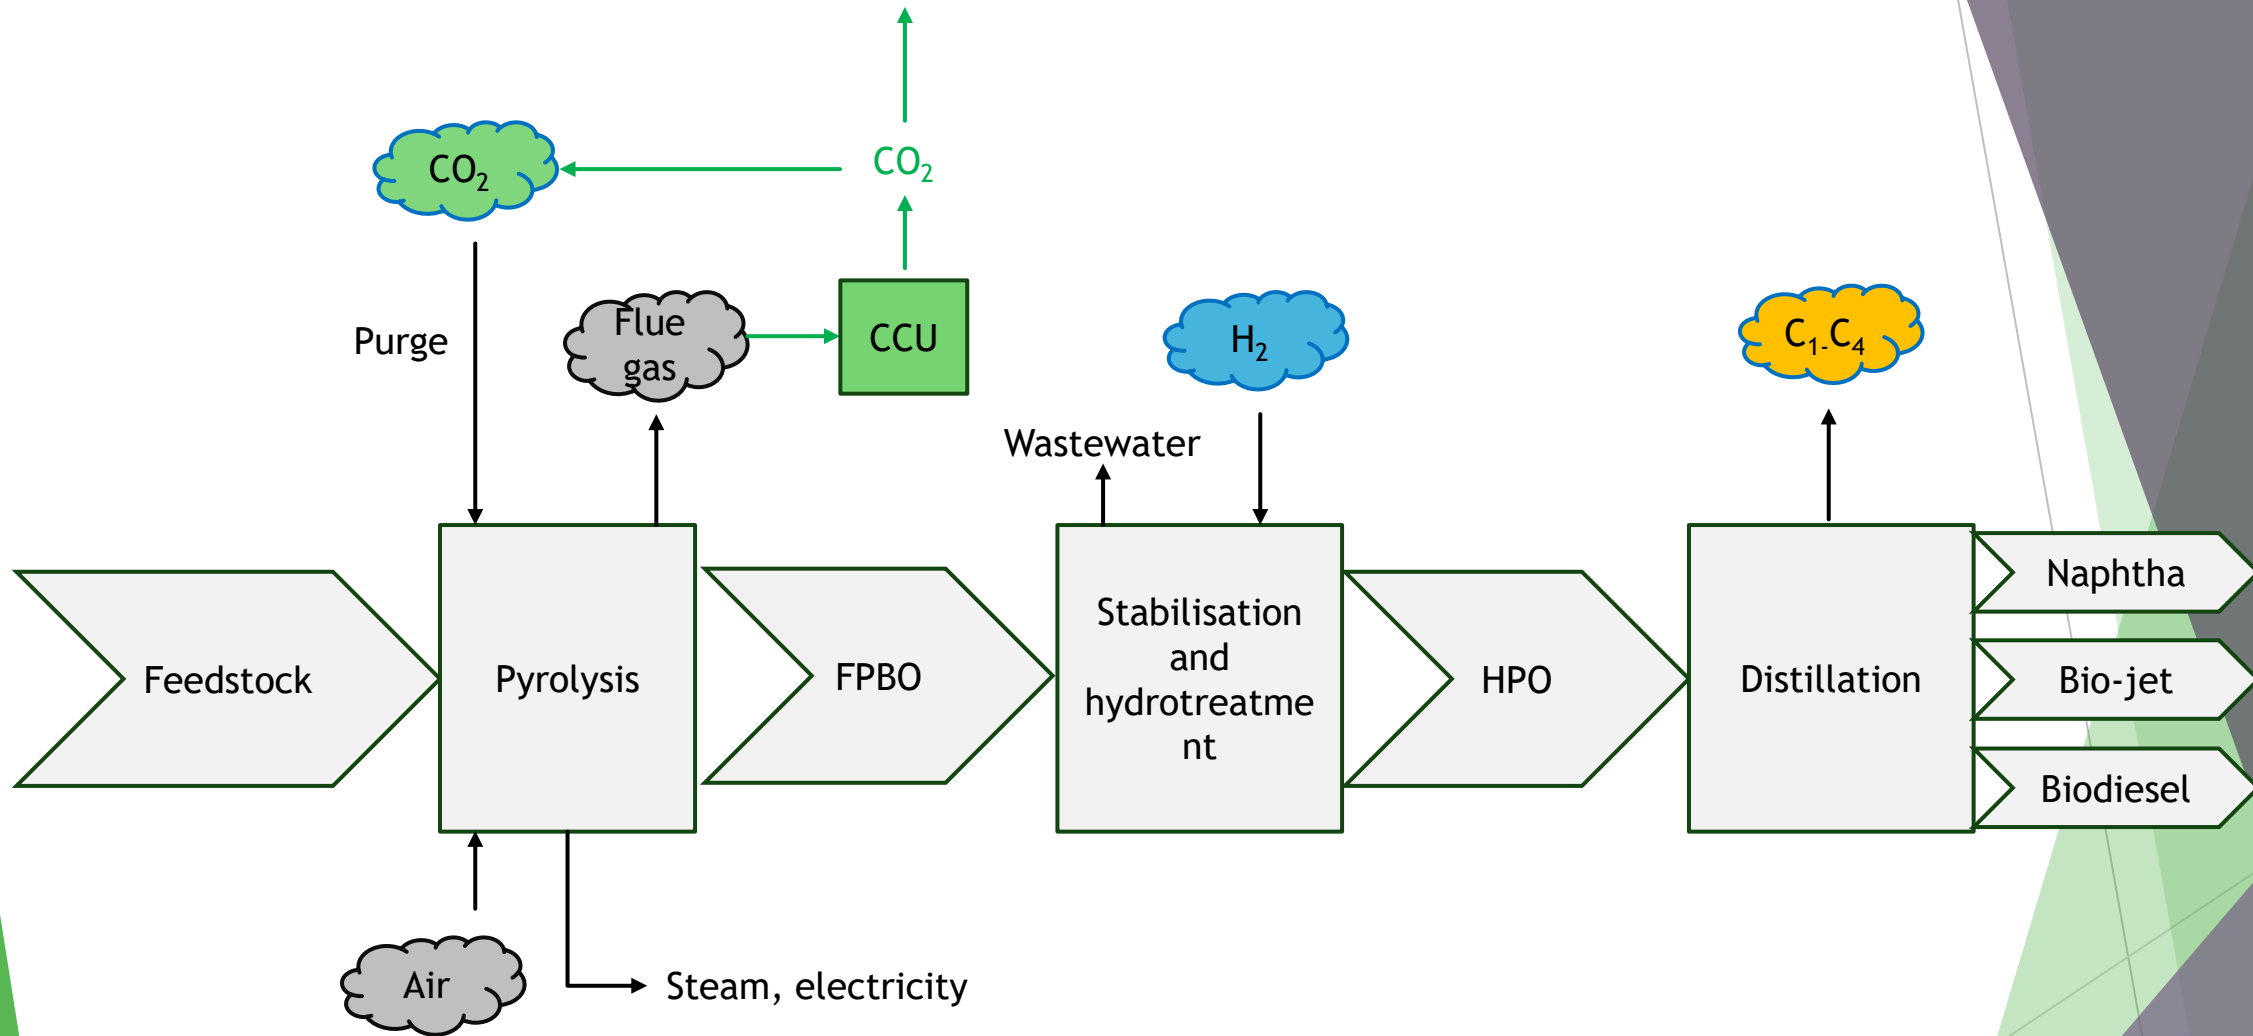 CO₂
CO₂
Purge
Flue
gas
CCU
H₂
C₁₋C₄
Wastewater
Feedstock
Pyrolysis
FPBO
Stabilisation
and
hydrotreatme
nt
HPO
Distillation
Naphtha
Bio-jet
Biodiesel
Air
Steam, electricity